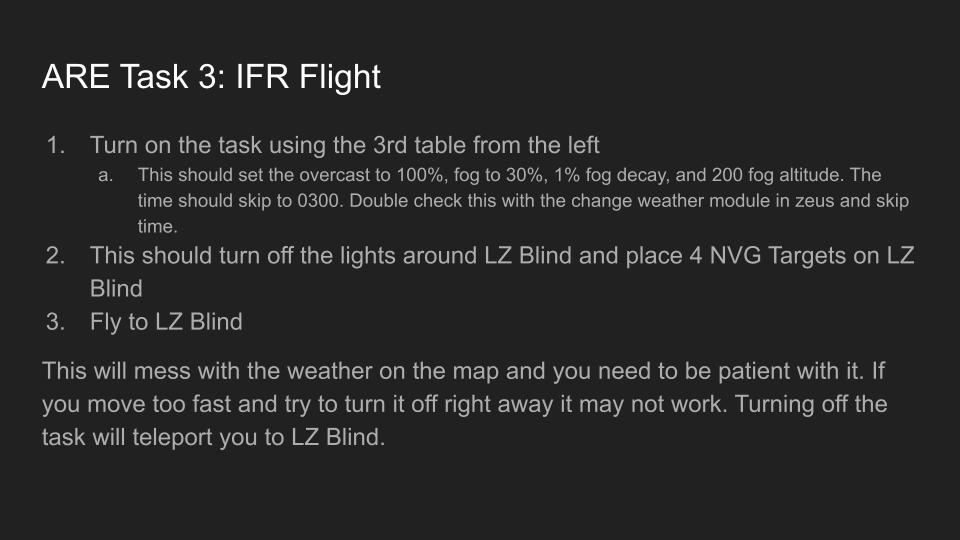 ARE Task 3: IFR Flight
1. Turn on the task using the 3rd table from the left
a. This should set the overcast to 100%, fog to 30%, 1% fog decay, and 200 fog altitude. The
time should skip to 0300. Double check this with the change weather module in zeus and skip
time.
2. This should turn off the lights around LZ Blind and place 4 NVG Targets on LZ
Blind
3. Fly to LZ Blind
This will mess with the weather on the map and you need to be patient with it. If
you move too fast and try to turn it off right away it may not work. Turning off the
task will teleport you to LZ Blind.